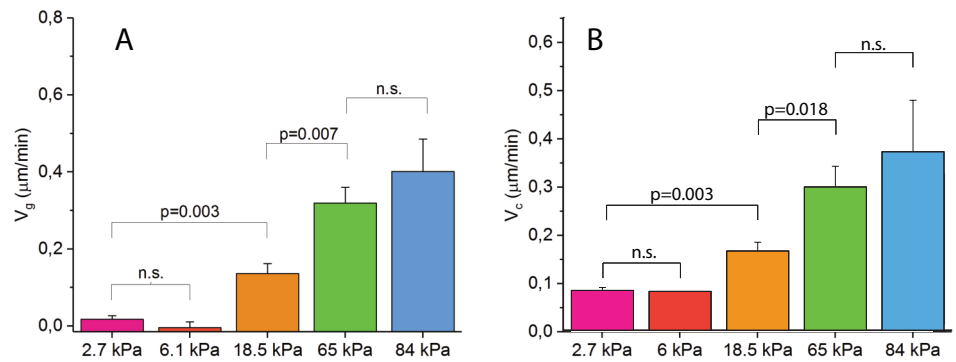 A
V_g (µm/min)
0,8
0,6
0,4
0,2
0,0
n.s.
p=0.003
p=0.007
n.s.
2.7 kPa 6.1 kPa 18.5 kPa 65 kPa 84 kPa
B
V_c (µm/min)
0,6
0,5
0,4
0,3
0,2
0,1
0,0
n.s.
p=0.003
p=0.018
n.s.
2.7 kPa 6 kPa 18.5 kPa 65 kPa 84 kPa